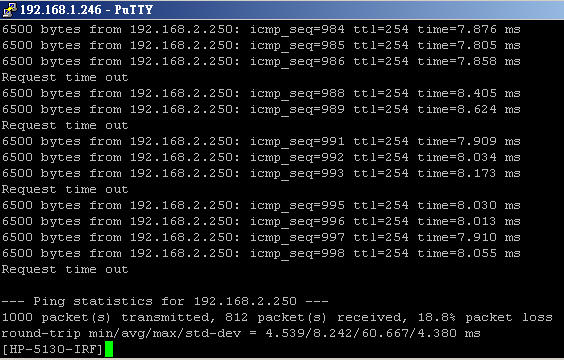 192.168.1.246 - PuTTY
6500 bytes from 192.168.2.250: icmp_seq=984 ttl=254 time=7.876 ms
6500 bytes from 192.168.2.250: icmp_seq=985 ttl=254 time=7.805 ms
6500 bytes from 192.168.2.250: icmp_seq=986 ttl=254 time=7.858 ms
Request time out
6500 bytes from 192.168.2.250: icmp_seq=988 ttl=254 time=8.405 ms
6500 bytes from 192.168.2.250: icmp_seq=989 ttl=254 time=8.624 ms
Request time out
6500 bytes from 192.168.2.250: icmp_seq=991 ttl=254 time=7.909 ms
6500 bytes from 192.168.2.250: icmp_seq=992 ttl=254 time=8.034 ms
6500 bytes from 192.168.2.250: icmp_seq=993 ttl=254 time=8.173 ms
Request time out
6500 bytes from 192.168.2.250: icmp_seq=995 ttl=254 time=8.030 ms
6500 bytes from 192.168.2.250: icmp_seq=996 ttl=254 time=8.013 ms
6500 bytes from 192.168.2.250: icmp_seq=997 ttl=254 time=7.910 ms
6500 bytes from 192.168.2.250: icmp_seq=998 ttl=254 time=8.055 ms
Request time out
--- Ping statistics for 192.168.2.250 ---
1000 packet(s) transmitted, 812 packet(s) received, 18.8% packet loss
round-trip min/avg/max/std-dev = 4.539/8.242/60.667/4.380 ms
[HP-5130-IRF]